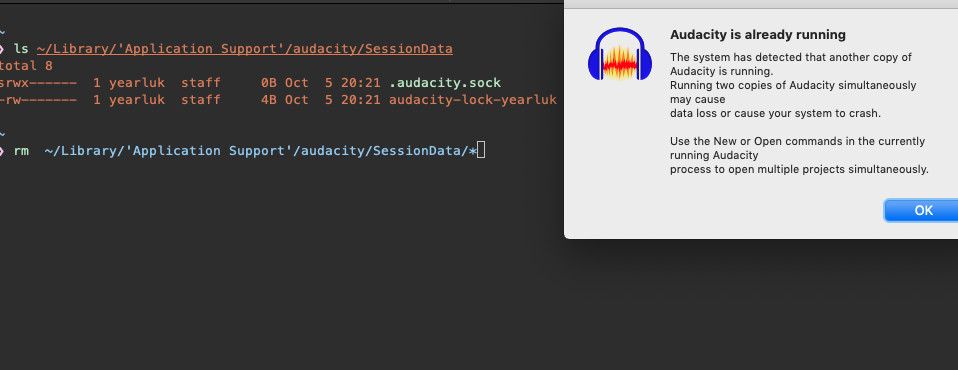 ~
❯ ls ~/Library/'Application Support'/audacity/SessionData
total 8
srwx------  1 yearluk  staff     0B Oct  5 20:21 .audacity.sock
-rw-------  1 yearluk  staff     4B Oct  5 20:21 audacity-lock-yearluk
~
❯ rm  ~/Library/'Application Support'/audacity/SessionData/*
Audacity is already running
The system has detected that another copy of
Audacity is running.
Running two copies of Audacity simultaneously
may cause
data loss or cause your system to crash.
Use the New or Open commands in the currently
running Audacity
process to open multiple projects simultaneously.
OK